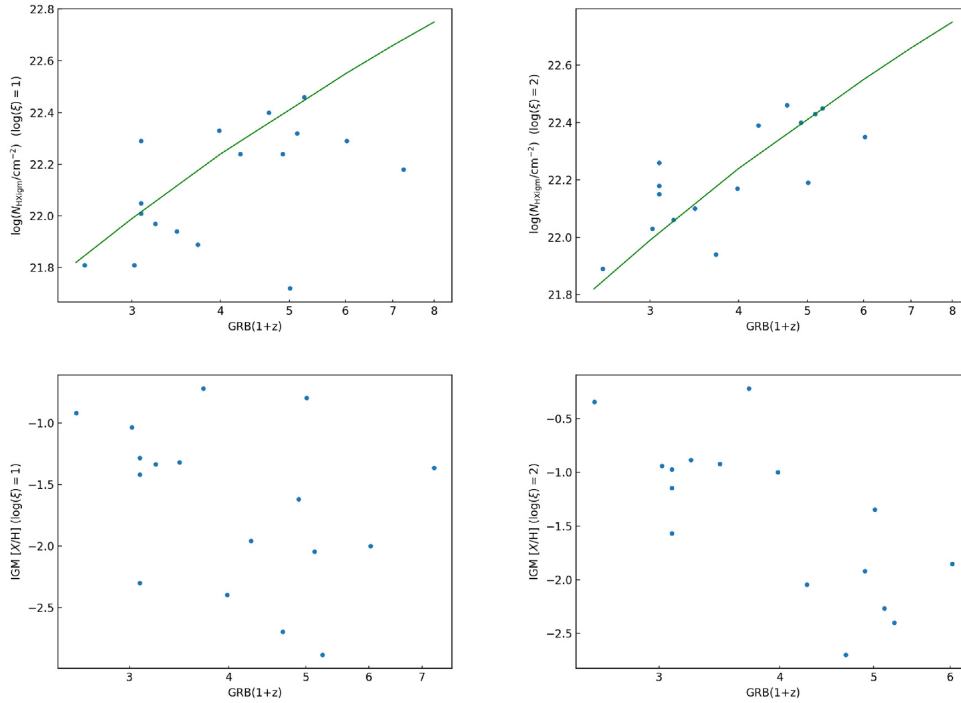 22.8
22.6
22.4
22.2
22.0
21.8
log(N_HXigm/cm⁻²) (log(ξ) = 1)
3 4 5 6 7 8
GRB(1+z)
22.6
22.4
22.2
22.0
21.8
log(N_HXigm/cm⁻²) (log(ξ) = 2)
3 4 5 6 7 8
GRB(1+z)
−1.0
−1.5
−2.0
−2.5
IGM [X/H] (log(ξ) = 1)
3 4 5 6 7
GRB(1+z)
−0.5
−1.0
−1.5
−2.0
−2.5
IGM [X/H] (log(ξ) = 2)
3 4 5 6
GRB(1+z)